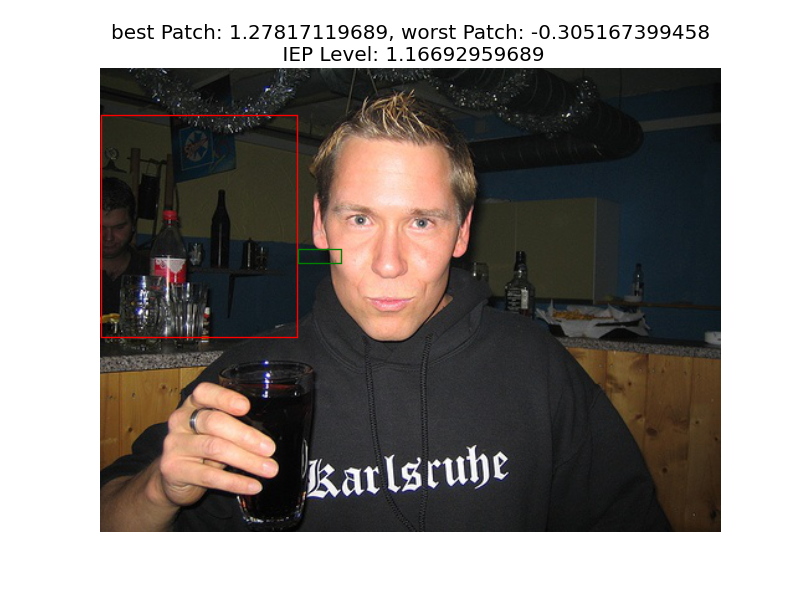 best Patch: 1.27817119689, worst Patch: -0.305167399458
IEP Level: 1.16692959689
Karlsruhe